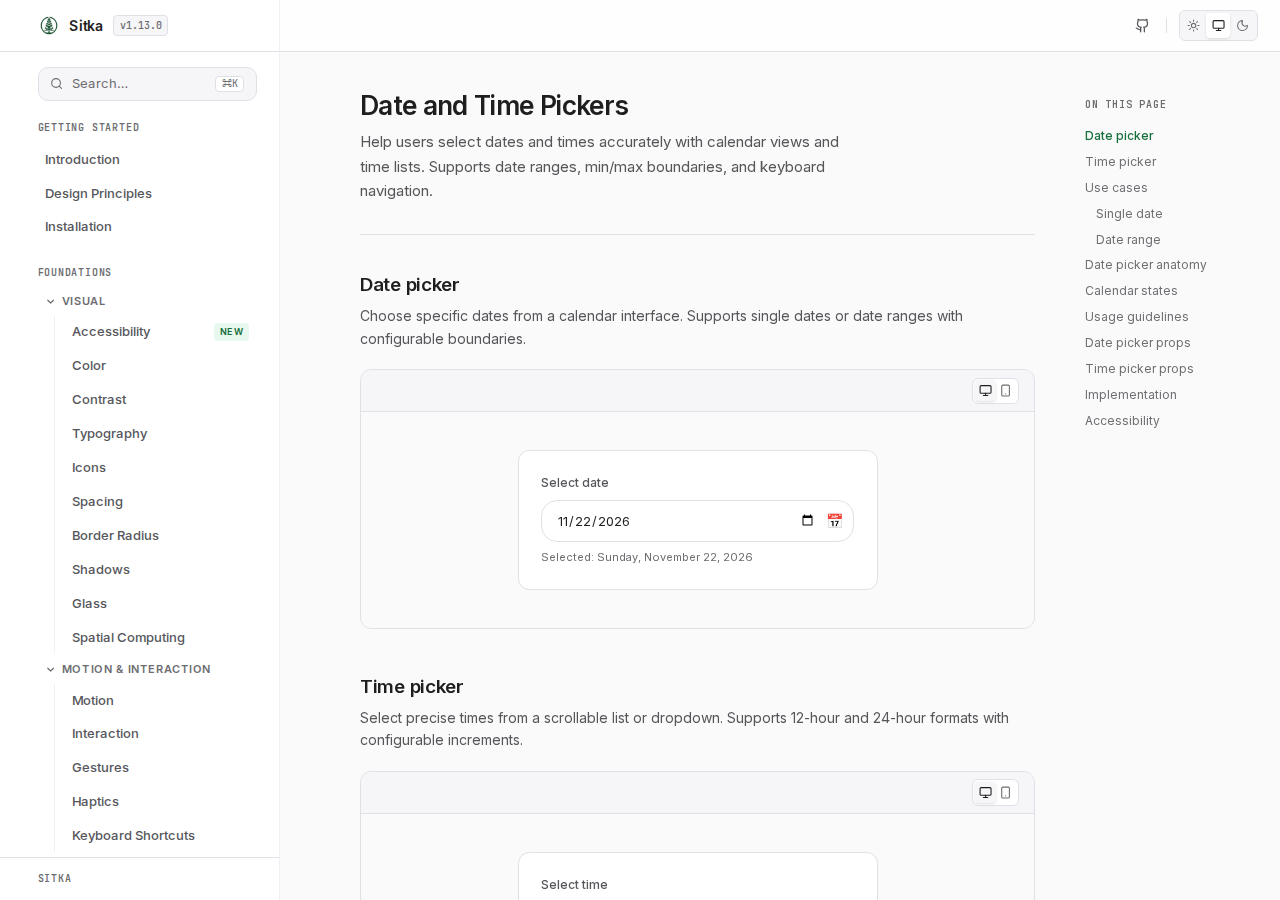 Sitka v1.13.0
Search... ⌘K
GETTING STARTED
Introduction
Design Principles
Installation
FOUNDATIONS
VISUAL
Accessibility NEW
Color
Contrast
Typography
Icons
Spacing
Border Radius
Shadows
Glass
Spatial Computing
MOTION & INTERACTION
Motion
Interaction
Gestures
Haptics
Keyboard Shortcuts
SITKA
Date and Time Pickers
Help users select dates and times accurately with calendar views and
time lists. Supports date ranges, min/max boundaries, and keyboard
navigation.
Date picker
Choose specific dates from a calendar interface. Supports single dates or date ranges with
configurable boundaries.
Select date
11/22/2026
Selected: Sunday, November 22, 2026
Time picker
Select precise times from a scrollable list or dropdown. Supports 12-hour and 24-hour formats with
configurable increments.
Select time
ON THIS PAGE
Date picker
Time picker
Use cases
Single date
Date range
Date picker anatomy
Calendar states
Usage guidelines
Date picker props
Time picker props
Implementation
Accessibility